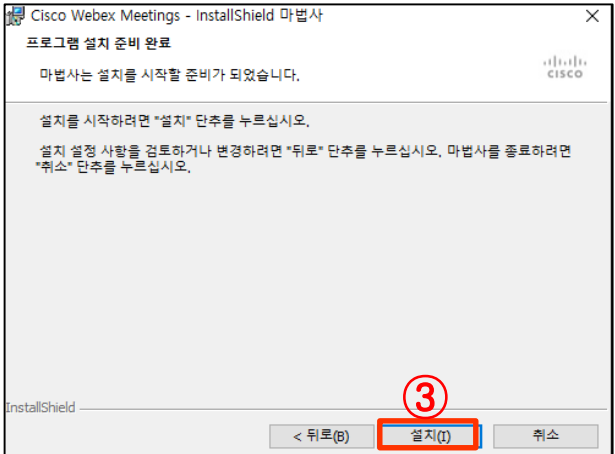 Cisco Webex Meetings - InstallShield 마법사
프로그램 설치 준비 완료
마법사는 설치를 시작할 준비가 되었습니다.
CISCO
설치를 시작하려면 "설치" 단추를 누르십시오.
설치 설정 사항을 검토하거나 변경하려면 "뒤로" 단추를 누르십시오. 마법사를 종료하려면
"취소" 단추를 누르십시오.
③
InstallShield
< 뒤로(B) 설치(I) 취소